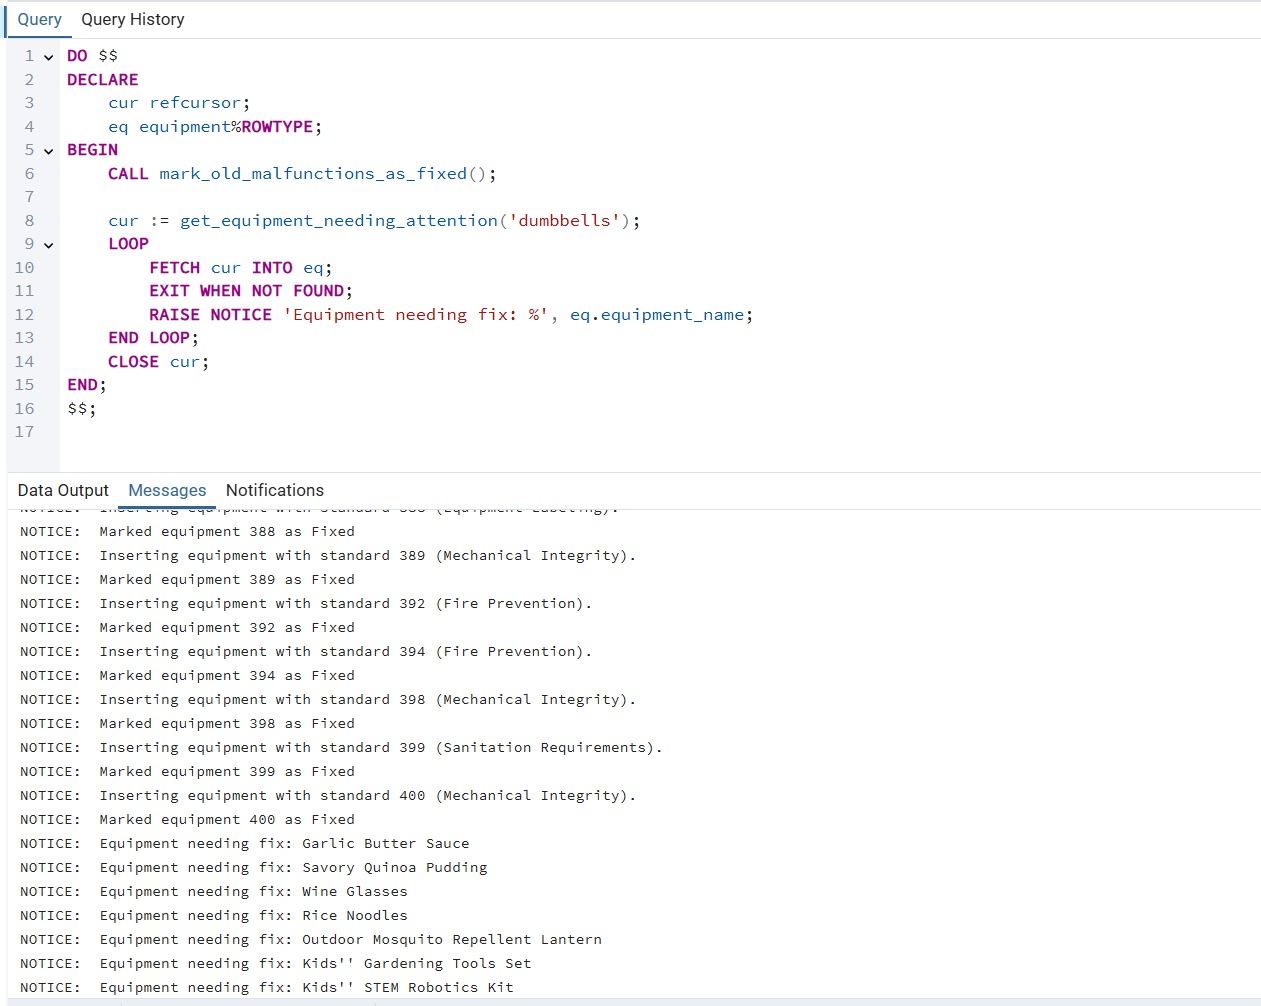 Query Query History
1 DO $$
2 DECLARE
3 cur refcursor;
4 eq equipment%ROWTYPE;
5 BEGIN
6 CALL mark_old_malfunctions_as_fixed();
7
8 cur := get_equipment_needing_attention('dumbbells');
9 LOOP
10 FETCH cur INTO eq;
11 EXIT WHEN NOT FOUND;
12 RAISE NOTICE 'Equipment needing fix: %', eq.equipment_name;
13 END LOOP;
14 CLOSE cur;
15 END;
16 $$;
17
Data Output Messages Notifications
NOTICE: Inserting equipment with standard 388 (Equipment Labeling).
NOTICE: Marked equipment 388 as Fixed
NOTICE: Inserting equipment with standard 389 (Mechanical Integrity).
NOTICE: Marked equipment 389 as Fixed
NOTICE: Inserting equipment with standard 392 (Fire Prevention).
NOTICE: Marked equipment 392 as Fixed
NOTICE: Inserting equipment with standard 394 (Fire Prevention).
NOTICE: Marked equipment 394 as Fixed
NOTICE: Inserting equipment with standard 398 (Mechanical Integrity).
NOTICE: Marked equipment 398 as Fixed
NOTICE: Inserting equipment with standard 399 (Sanitation Requirements).
NOTICE: Marked equipment 399 as Fixed
NOTICE: Inserting equipment with standard 400 (Mechanical Integrity).
NOTICE: Marked equipment 400 as Fixed
NOTICE: Equipment needing fix: Garlic Butter Sauce
NOTICE: Equipment needing fix: Savory Quinoa Pudding
NOTICE: Equipment needing fix: Wine Glasses
NOTICE: Equipment needing fix: Rice Noodles
NOTICE: Equipment needing fix: Outdoor Mosquito Repellent Lantern
NOTICE: Equipment needing fix: Kids'' Gardening Tools Set
NOTICE: Equipment needing fix: Kids'' STEM Robotics Kit